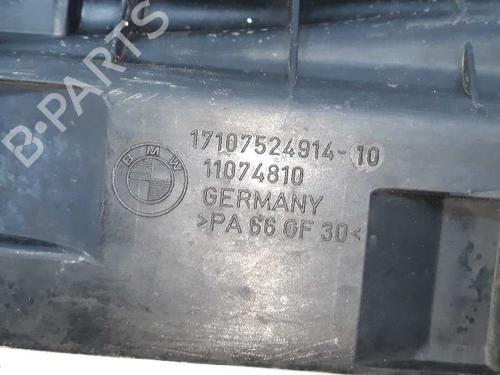 B-PARTS
BMW
17107524914-10
11074810
GERMANY
>PA 66 GF 30<